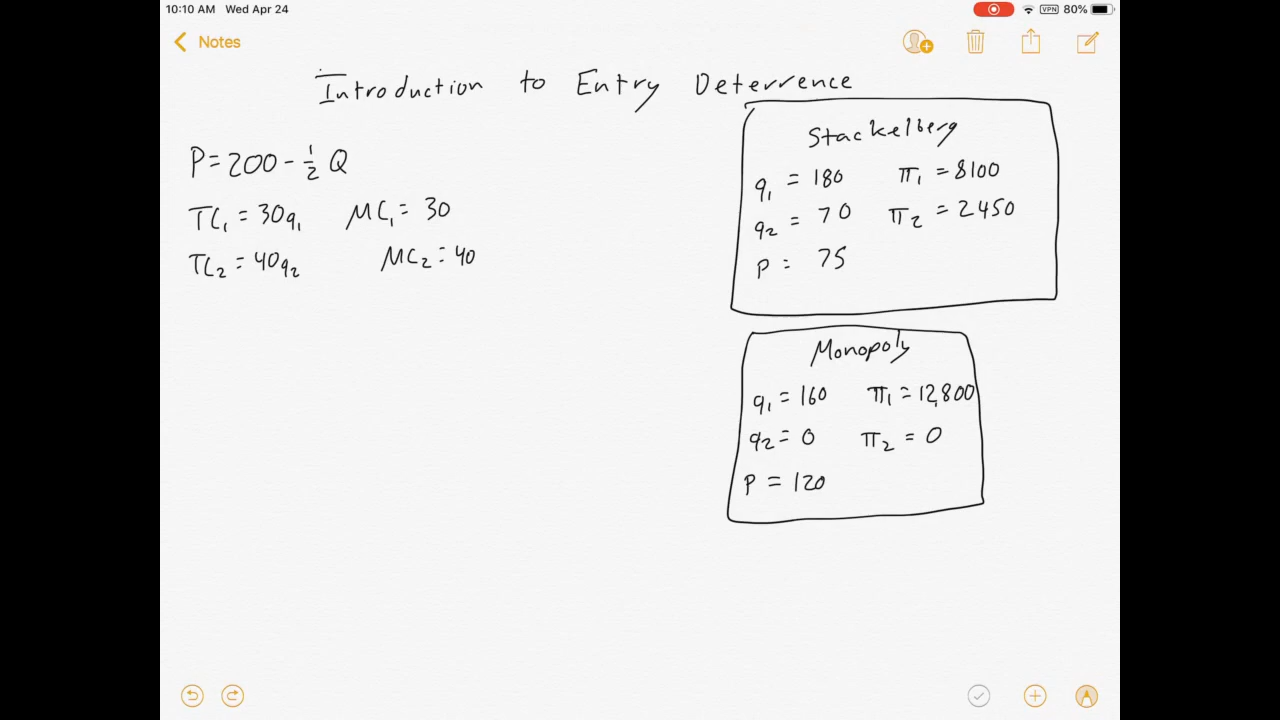 10:10 AM Wed Apr 24
VPN 80%
Notes
Introduction to Entry Deterrence
P=200-½Q
TC₁ = 30q₁ MC₁ = 30
TC₂ = 40q₂ MC₂ = 40
Stackelberg
q₁ = 180 π₁ = 8100
q₂ = 70 π₂ = 2450
P = 75
Monopoly
q₁ = 160 π₁ = 12,800
q₂ = 0 π₂ = 0
P = 120